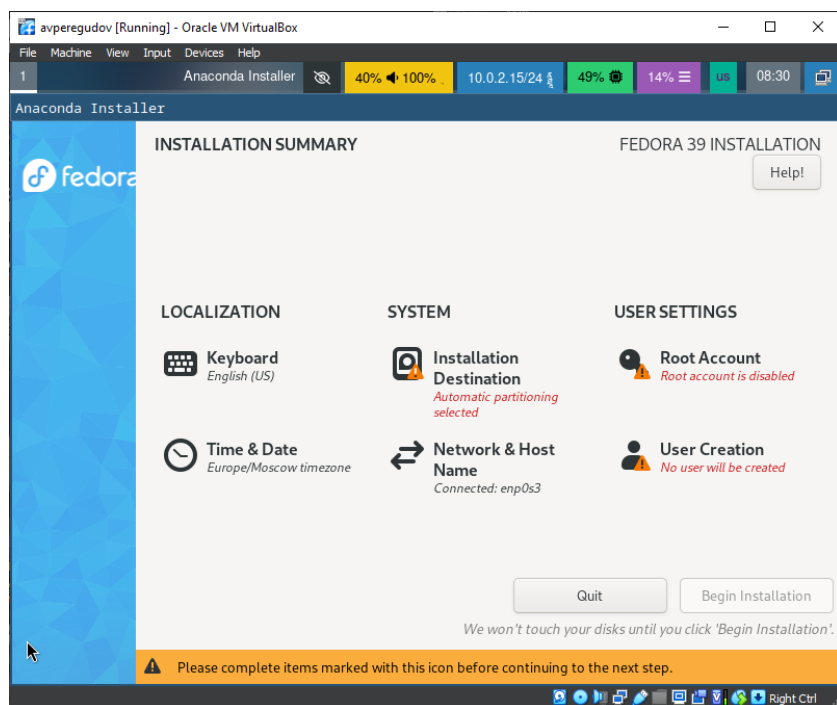 avperegudov [Running] - Oracle VM VirtualBox
File Machine View Input Devices Help
1 Anaconda Installer 40% 100% 10.0.2.15/24 49% 14% us 08:30
Anaconda Installer
fedora
INSTALLATION SUMMARY
FEDORA 39 INSTALLATION
Help!
LOCALIZATION
Keyboard
English (US)
Time & Date
Europe/Moscow timezone
SYSTEM
Installation
Destination
Automatic partitioning
selected
Network & Host
Name
Connected: enp0s3
USER SETTINGS
Root Account
Root account is disabled
User Creation
No user will be created
Quit
Begin Installation
We won't touch your disks until you click 'Begin Installation'.
Please complete items marked with this icon before continuing to the next step.
Right Ctrl